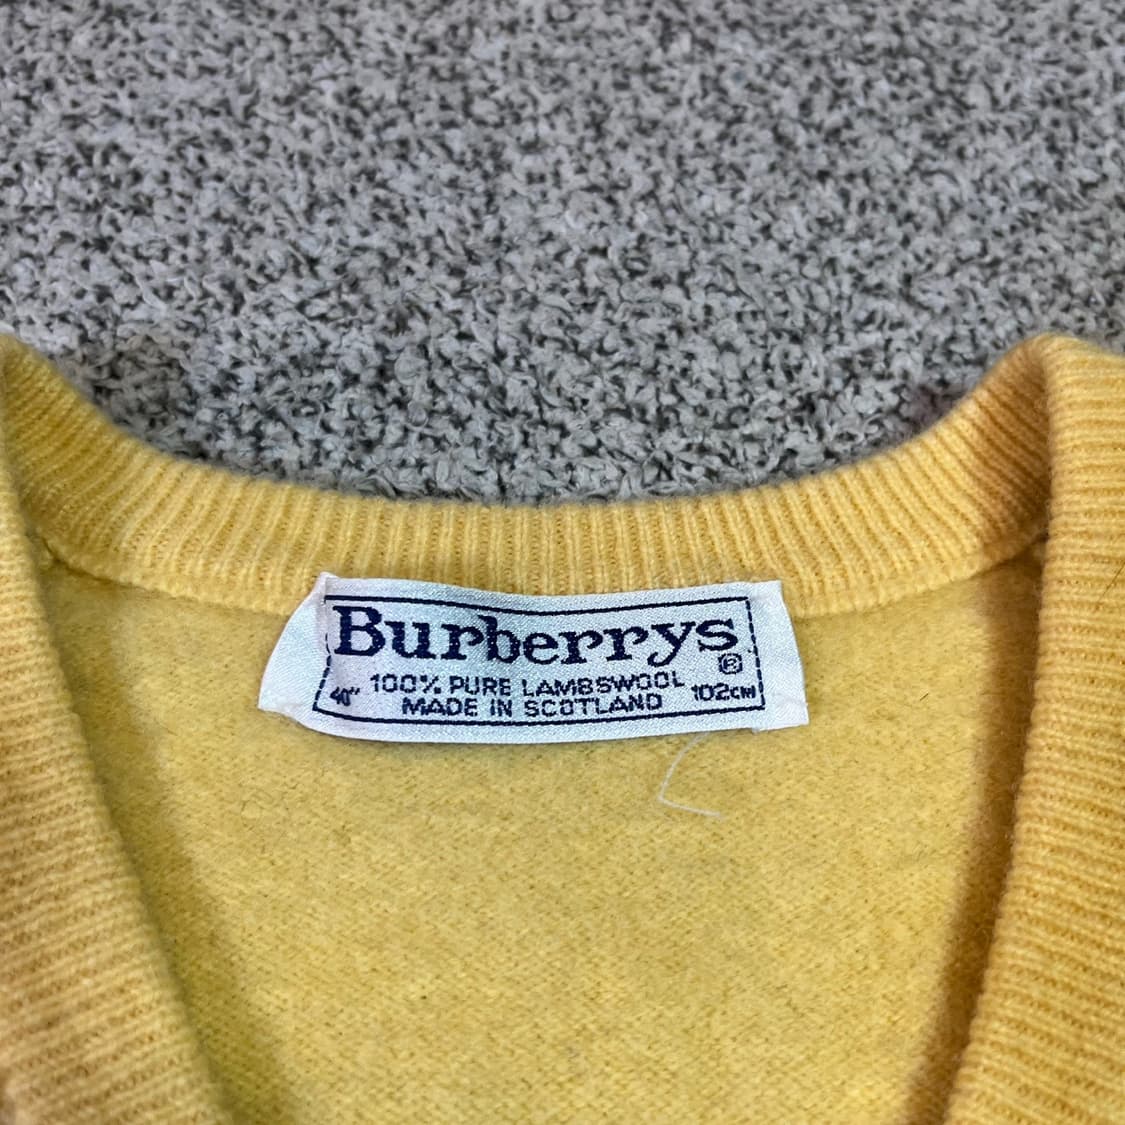 Burberrys
®
100% PURE LAMBSWOOL
40" MADE IN SCOTLAND 102CM